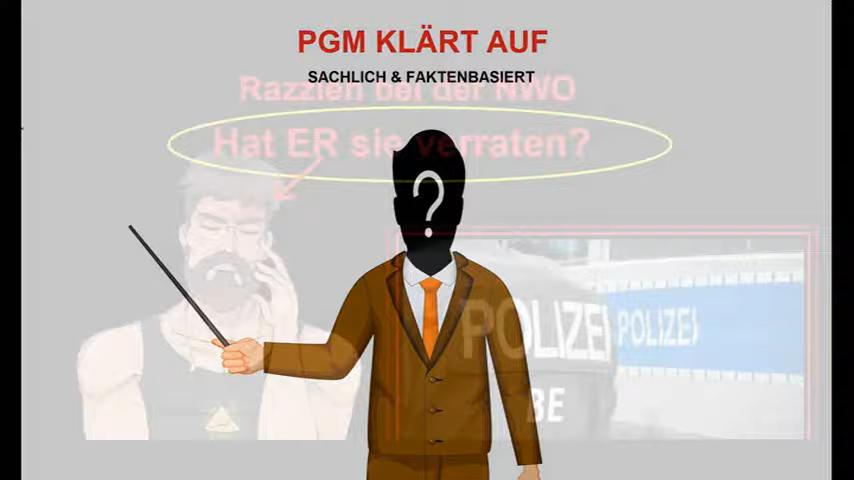 PGM KLÄRT AUF
SACHLICH & FAKTENBASIERT
Razzien bei der NWO
Hat ER sie verraten?
?
POLIZEI
POLIZEI
BE